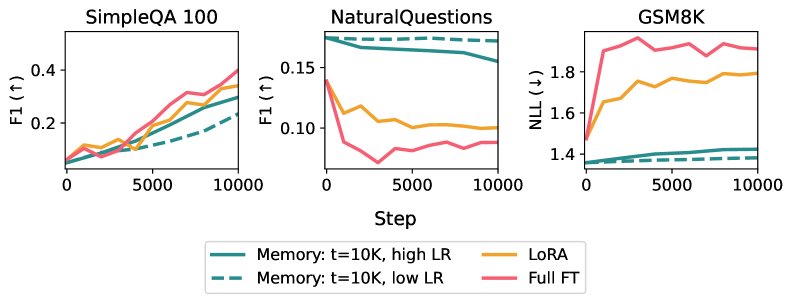 SimpleQA 100
F1 (↑)
0.4
0.2
0
5000
10000
NaturalQuestions
F1 (↑)
0.15
0.10
0
5000
10000
GSM8K
NLL (↓)
1.8
1.6
1.4
0
5000
10000
Step
Memory: t=10K, high LR
Memory: t=10K, low LR
LoRA
Full FT